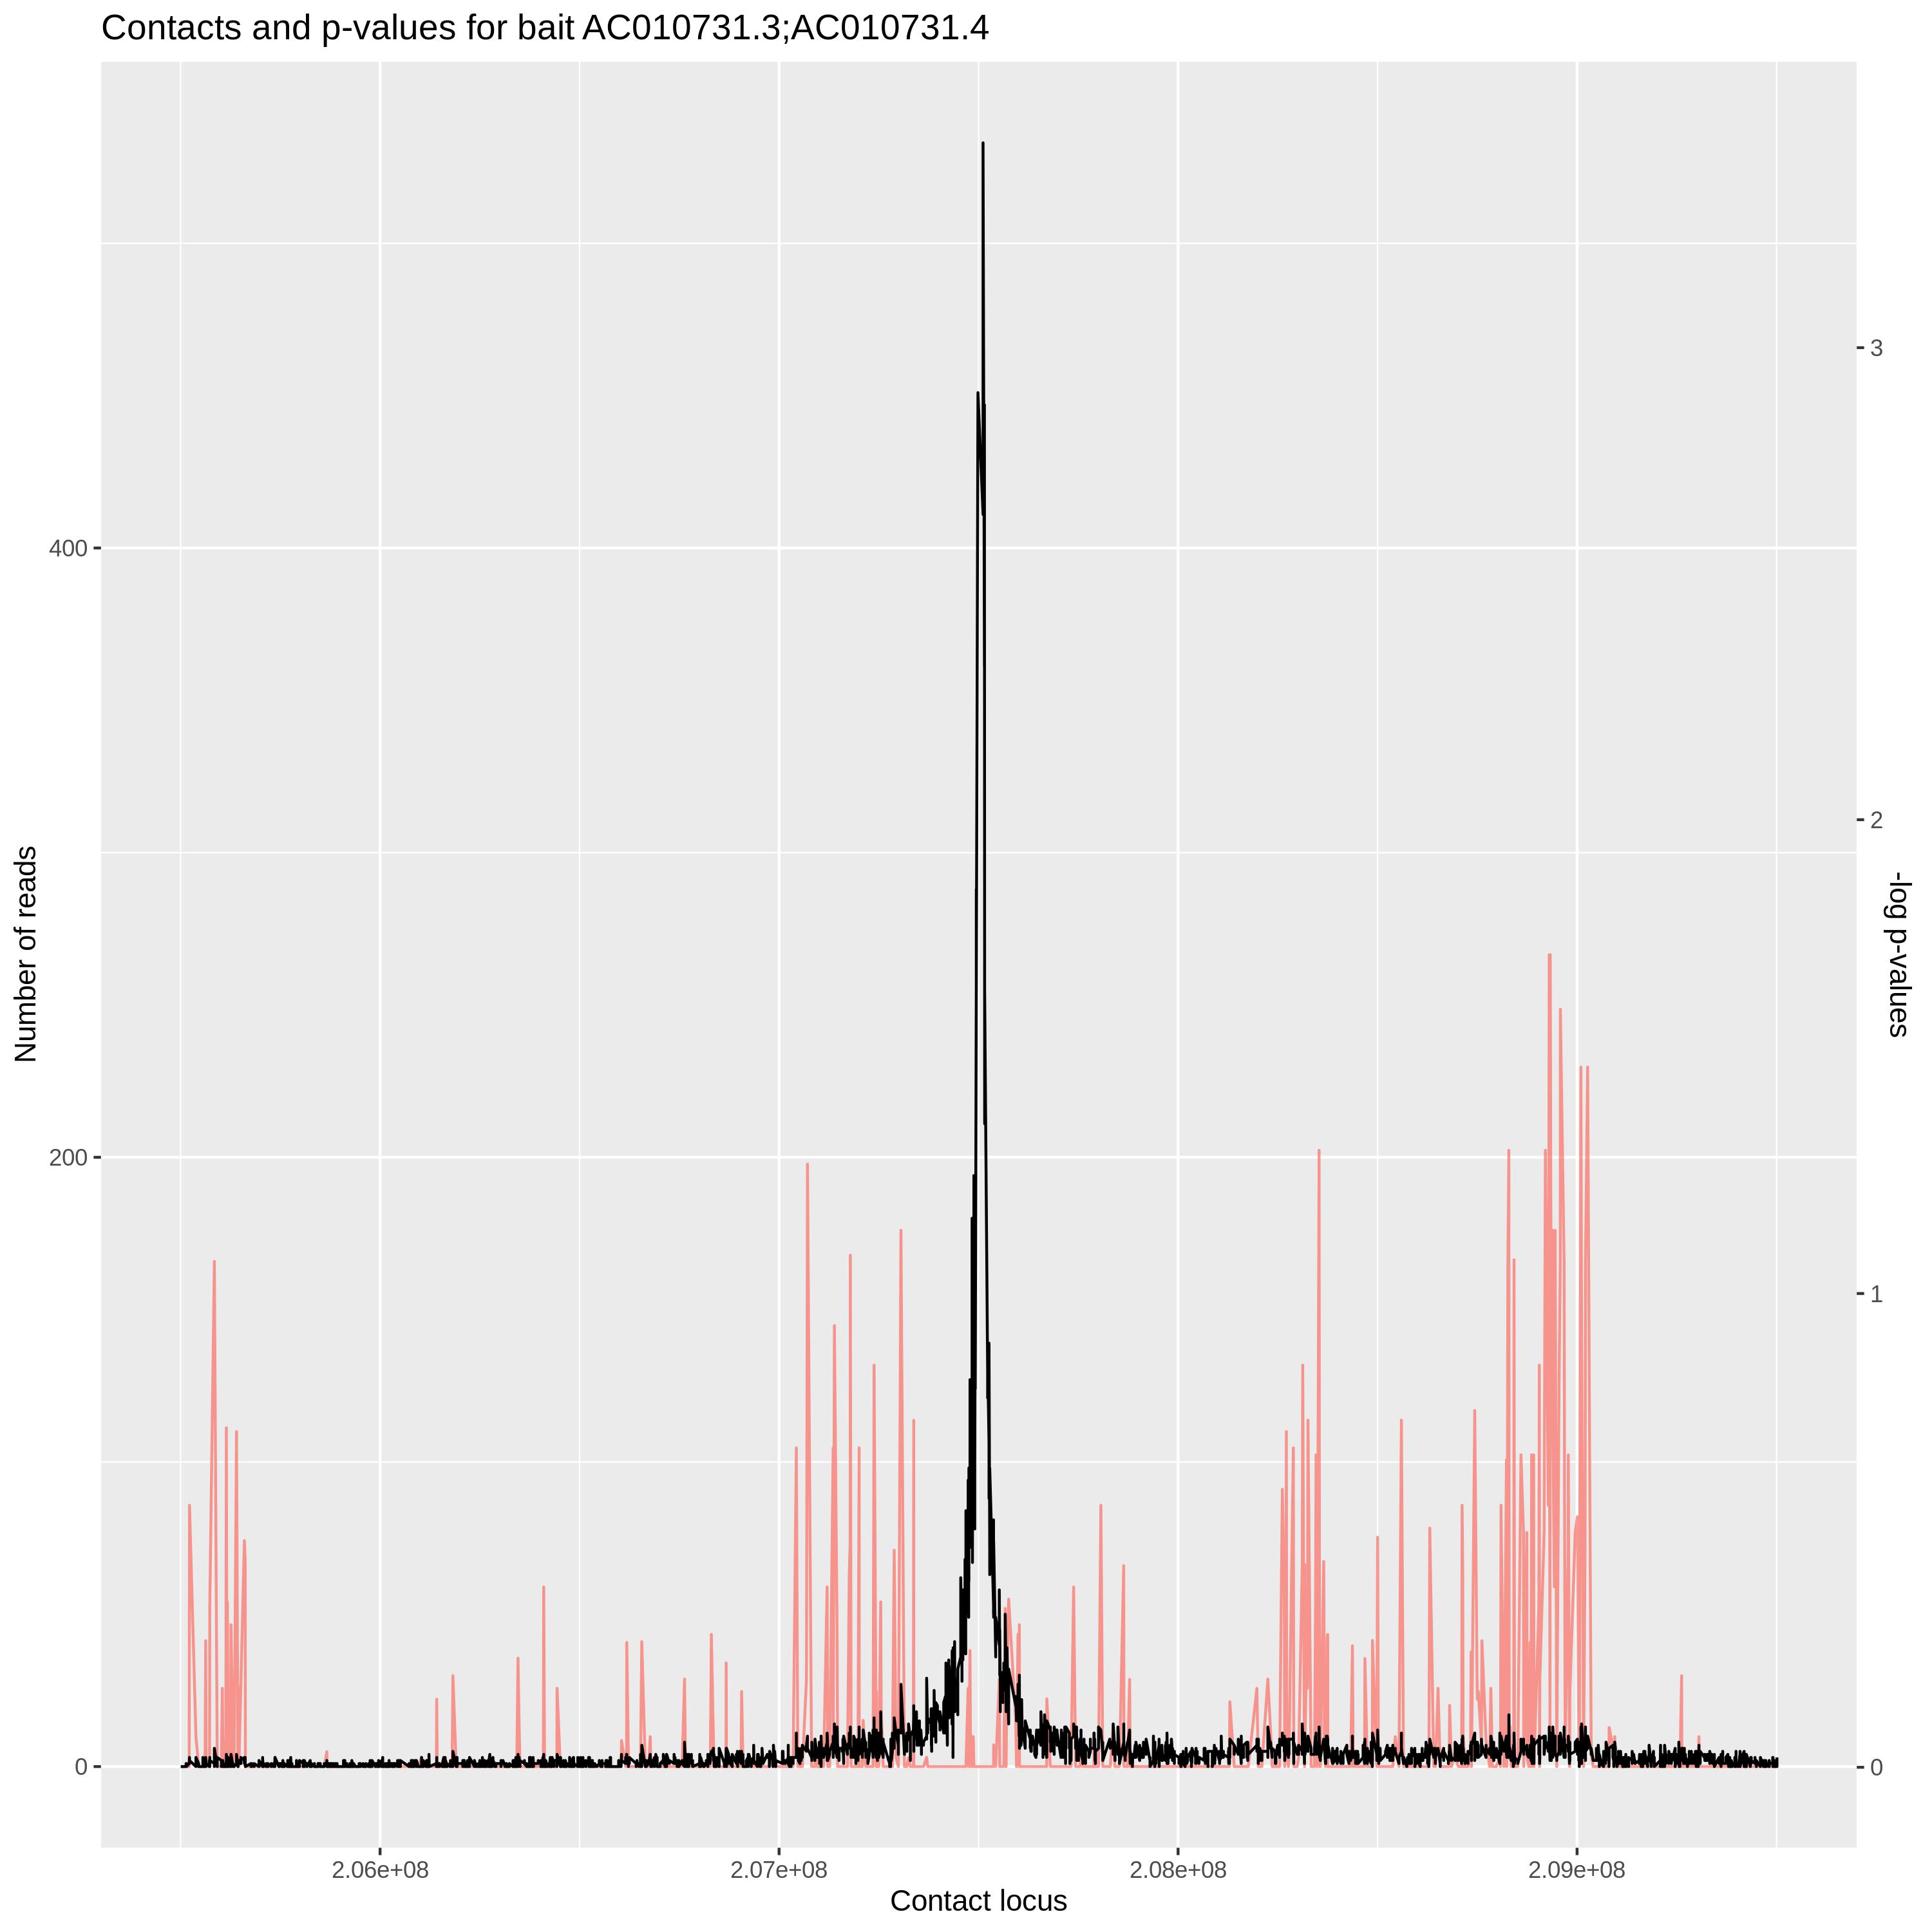 Contacts and p-values for bait AC010731.3;AC010731.4
Number of reads
400
200
0
3
2
1
0
-log p-values
2.06e+08
2.07e+08
2.08e+08
2.09e+08
Contact locus